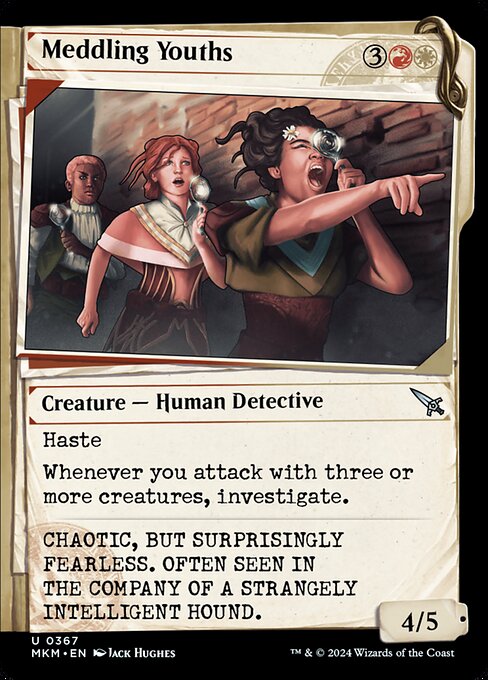 Meddling Youths 3
Creature — Human Detective
Haste
Whenever you attack with three or
more creatures, investigate.
CHAOTIC, BUT SURPRISINGLY
FEARLESS. OFTEN SEEN IN
THE COMPANY OF A STRANGELY
INTELLIGENT HOUND.
4/5
U 0367
MKM • EN Jack Hughes
™ & © 2024 Wizards of the Coast